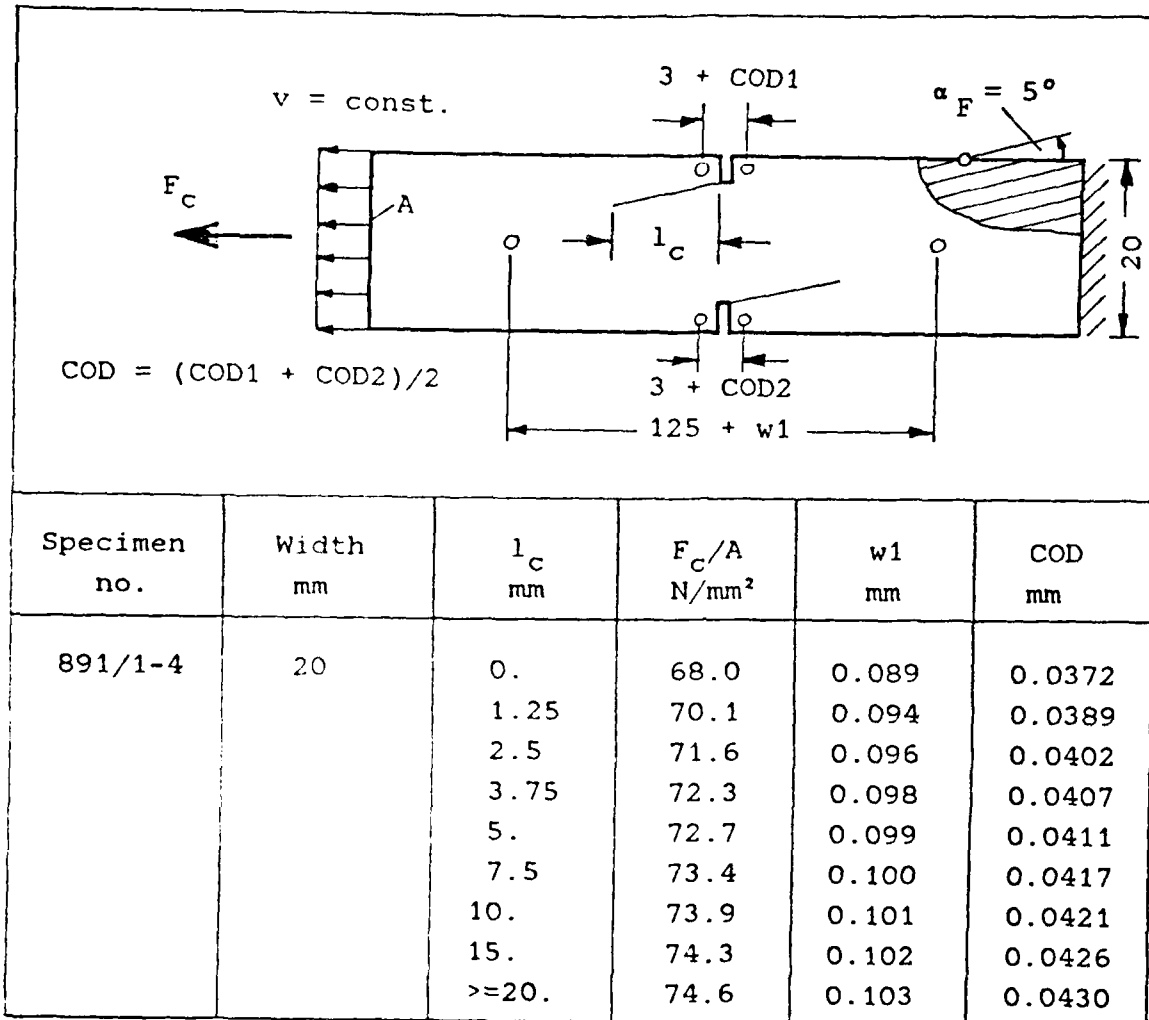 3 + COD1
v = const.
α_F = 5°
F_c
A
l_c
20
COD = (COD1 + COD2)/2
3 + COD2
125 + w1
Specimen no. Width mm l_c mm F_c/A N/mm² w1 mm COD mm
891/1-4 20 0. 68.0 0.089 0.0372
1.25 70.1 0.094 0.0389
2.5 71.6 0.096 0.0402
3.75 72.3 0.098 0.0407
5. 72.7 0.099 0.0411
7.5 73.4 0.100 0.0417
10. 73.9 0.101 0.0421
15. 74.3 0.102 0.0426
>=20. 74.6 0.103 0.0430